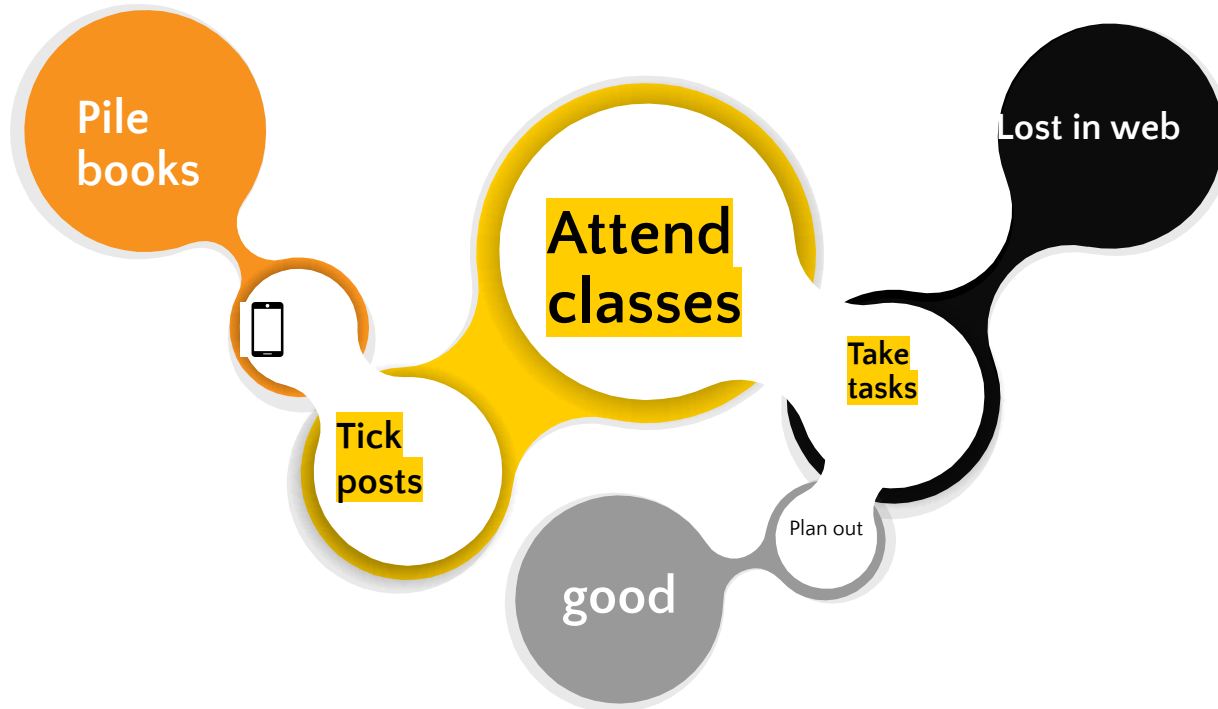 Pile
books
Lost in web
Attend
classes
Take
tasks
Tick
posts
Plan out
good